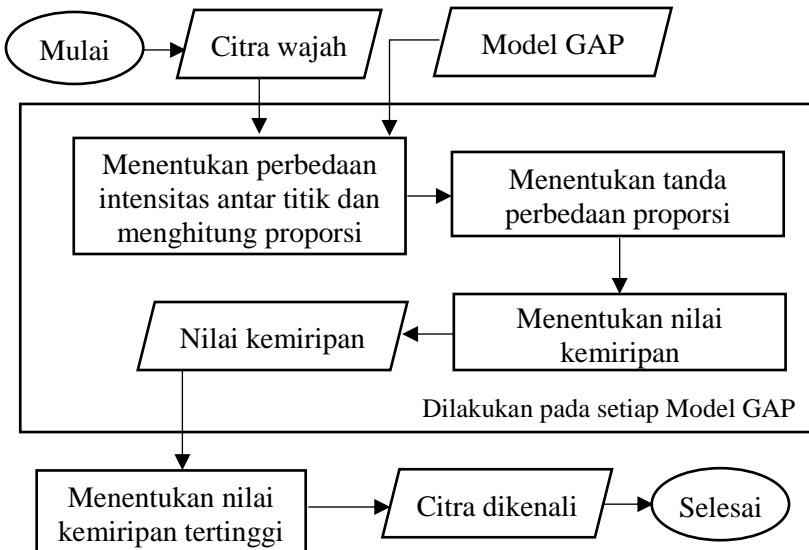 Mulai
Citra wajah
Model GAP
Menentukan perbedaan
intensitas antar titik dan
menghitung proporsi
Menentukan tanda
perbedaan proporsi
Menentukan nilai
kemiripan
Nilai kemiripan
Dilakukan pada setiap Model GAP
Menentukan nilai
kemiripan tertinggi
Citra dikenali
Selesai